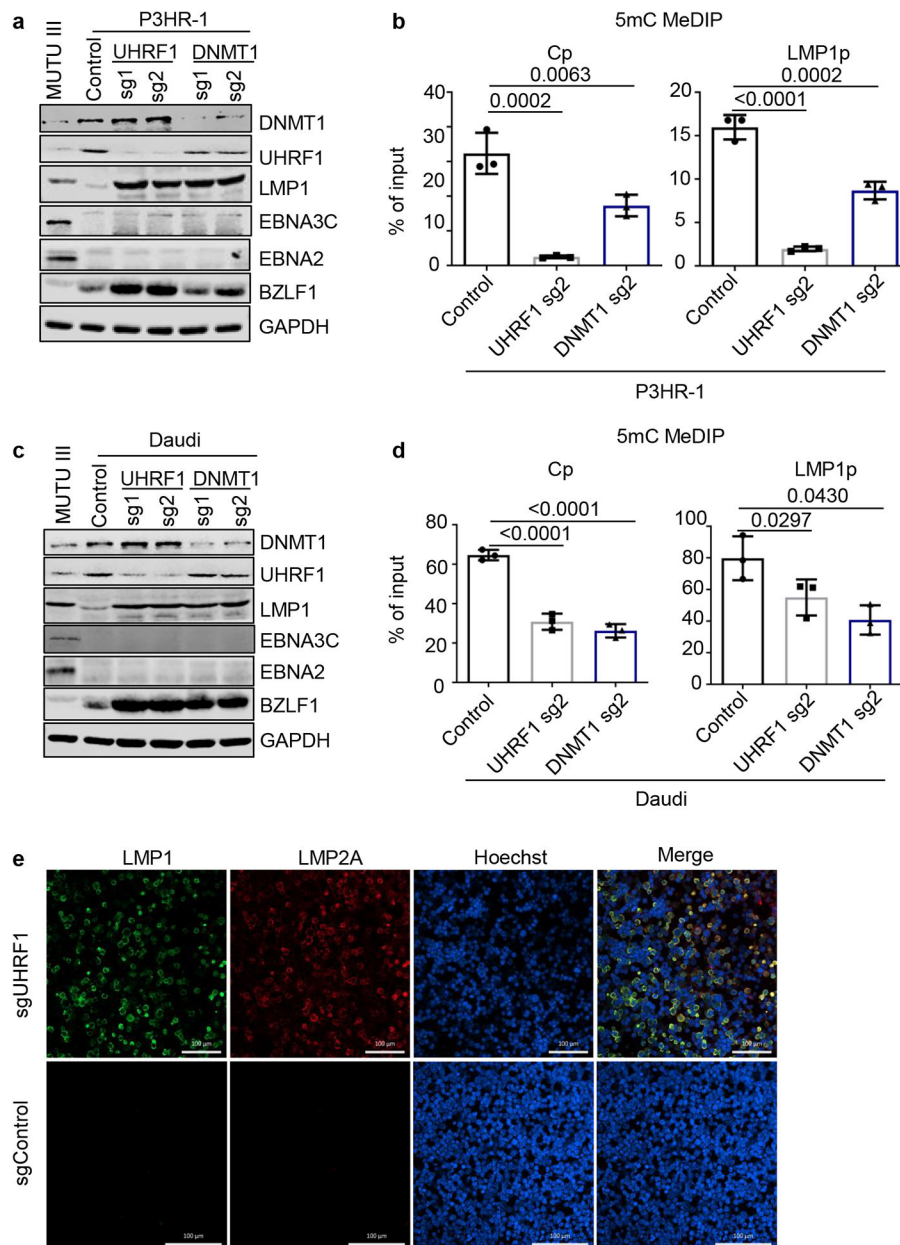 a
P3HR-1
MUTU III
Control
UHRF1
DNMT1
sg1
sg2
sg1
sg2
DNMT1
UHRF1
LMP1
EBNA3C
EBNA2
BZLF1
GAPDH
b
5mC MeDIP
Cp
0.0063
0.0002
% of input
40
30
20
10
0
Control
UHRF1 sg2
DNMT1 sg2
LMP1p
0.0002
<0.0001
20
15
10
5
0
Control
UHRF1 sg2
DNMT1 sg2
P3HR-1
c
Daudi
MUTU III
Control
UHRF1
DNMT1
sg1
sg2
sg1
sg2
DNMT1
UHRF1
LMP1
EBNA3C
EBNA2
BZLF1
GAPDH
d
5mC MeDIP
Cp
<0.0001
<0.0001
% of input
80
60
40
20
0
Control
UHRF1 sg2
DNMT1 sg2
LMP1p
0.0430
0.0297
100
80
60
40
20
0
Control
UHRF1 sg2
DNMT1 sg2
Daudi
e
LMP1 LMP2A Hoechst Merge
sgUHRF1
100 µm 100 µm 100 µm 100 µm
sgControl
100 µm 100 µm 100 µm 100 µm